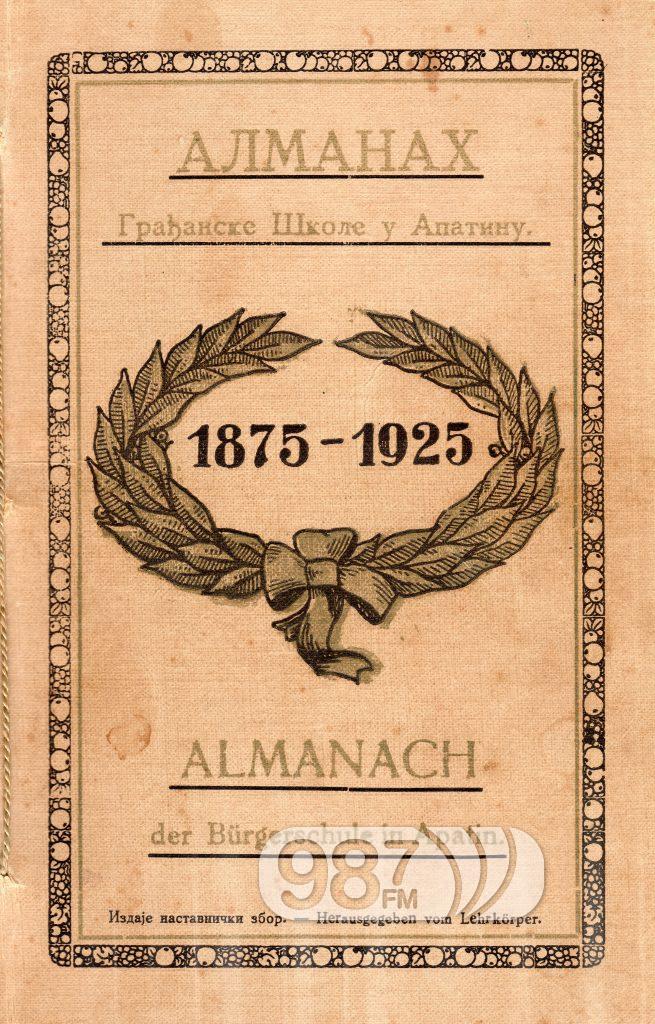 АЛМАНАХ
Грађанске Школе у Апатину.
1875-1925
ALMANACH
der Bürgerschule in Apatin.
987 FM
Издаје наставнички збор. — Herausgegeben vom Lehrkörper.